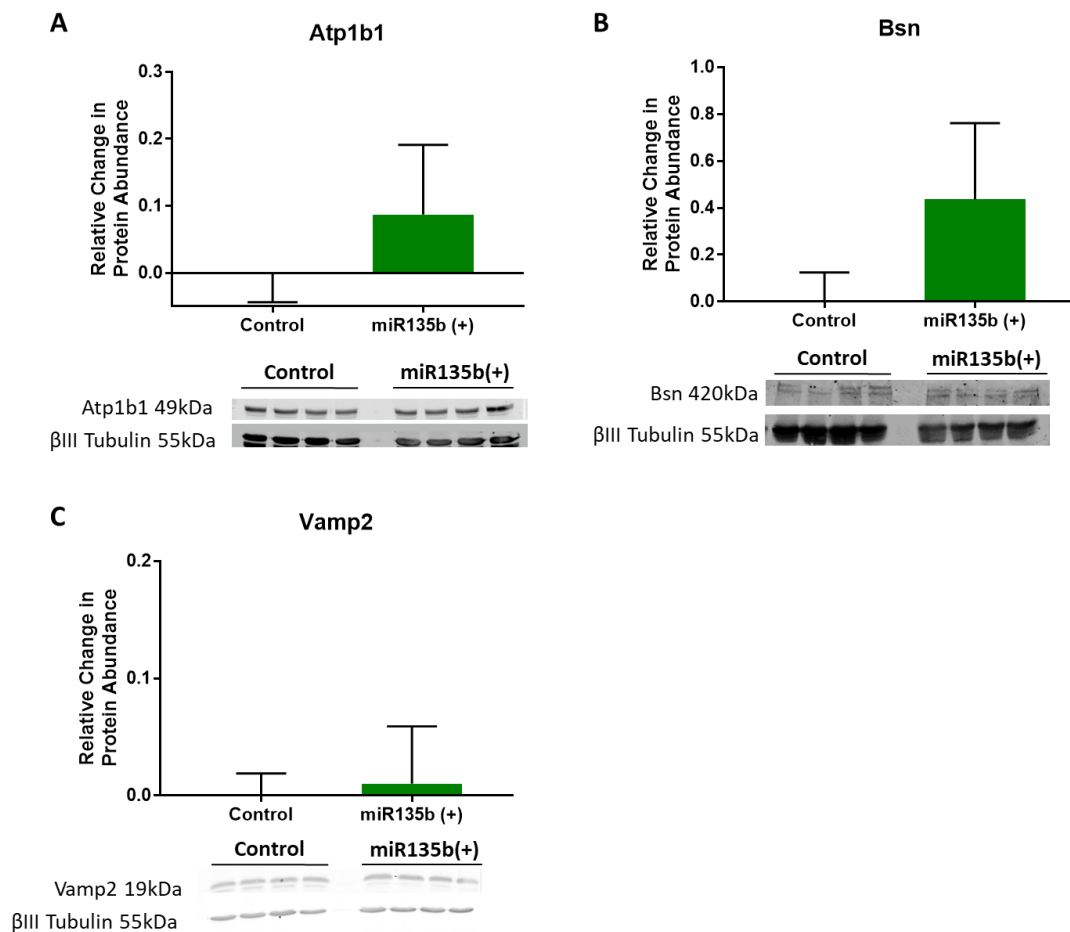 A
Atp1b1
Relative Change in
Protein Abundance
0.3
0.2
0.1
0.0
Control
miR135b (+)
Control
miR135b(+)
Atp1b1 49kDa
βIII Tubulin 55kDa
B
Bsn
Relative Change in
Protein Abundance
1.0
0.8
0.6
0.4
0.2
0.0
Control
miR135b (+)
Control
miR135b(+)
Bsn 420kDa
βIII Tubulin 55kDa
C
Vamp2
Relative Change in
Protein Abundance
0.2
0.1
0.0
Control
miR135b (+)
Control
miR135b(+)
Vamp2 19kDa
βIII Tubulin 55kDa